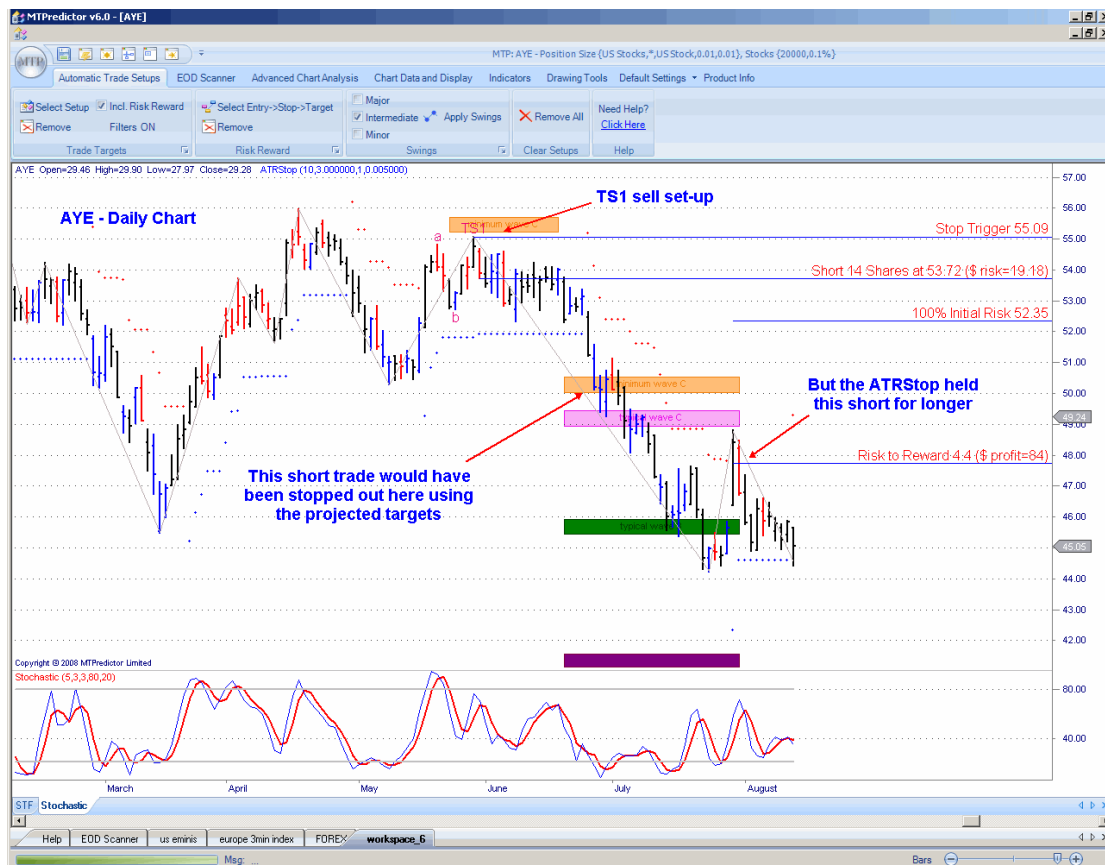 MTPredictor v6.0 - [AYE]
MTP: AYE - Position Size {US Stocks,*,US Stock,0.01,0.01}, Stocks {20000,0.1%}
MTP
Automatic Trade Setups EOD Scanner Advanced Chart Analysis Chart Data and Display Indicators Drawing Tools Default Settings Product Info
Select Setup Incl. Risk Reward
Remove Filters ON
Trade Targets
Select Entry->Stop->Target
Remove
Risk Reward
Major
Intermediate Apply Swings
Minor
Swings
Remove All
Clear Setups
Need Help?
Click Here
Help
AYE Open=29.46 High=29.90 Low=27.97 Close=29.28 ATRStop (10,3.000000,1,0.005000)
AYE - Daily Chart
TS1 sell set-up
minimum wave C
TS1
a
b
Stop Trigger 55.09
Short 14 Shares at 53.72 ($ risk=19.18)
100% Initial Risk 52.35
minimum wave C
typical wave C
But the ATRStop held
this short for longer
Risk to Reward 4.4 ($ profit=84)
This short trade would have
been stopped out here using
the projected targets
typical wave
57.00
56.00
55.00
54.00
53.00
52.00
51.00
50.00
49.24
49.00
48.00
47.00
46.00
45.05
44.00
43.00
42.00
Copyright © 2008 MTPredictor Limited
Stochastic (5,3,3,80,20)
80.00
40.00
March April May June July August
STF Stochastic
Help EOD Scanner us eminis europe 3min index FOREX workspace_6
Msg: ...
Bars